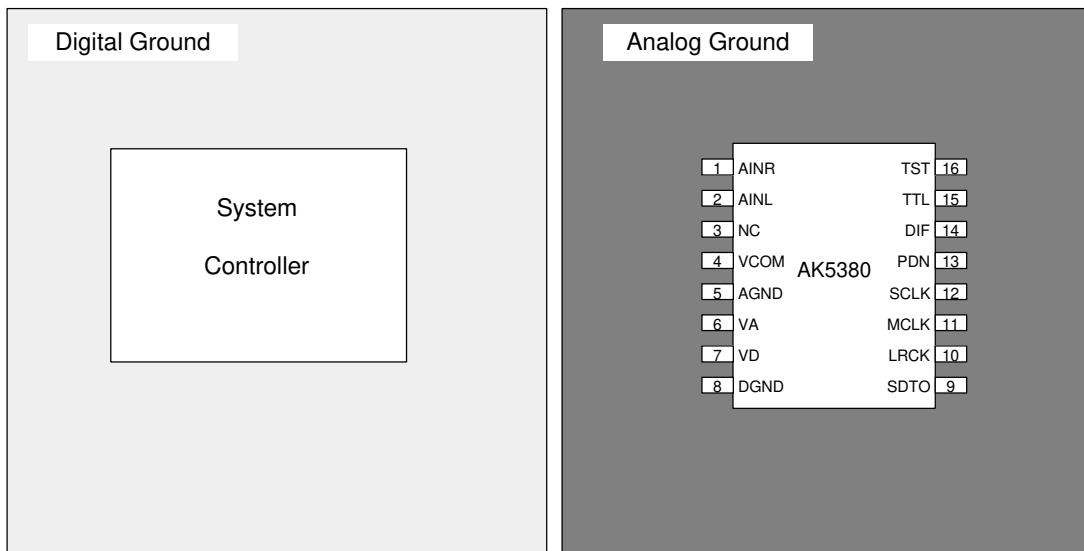 Digital Ground
System
Controller
Analog Ground
AK5380
1 AINR
2 AINL
3 NC
4 VCOM
5 AGND
6 VA
7 VD
8 DGND
TST 16
TTL 15
DIF 14
PDN 13
SCLK 12
MCLK 11
LRCK 10
SDTO 9